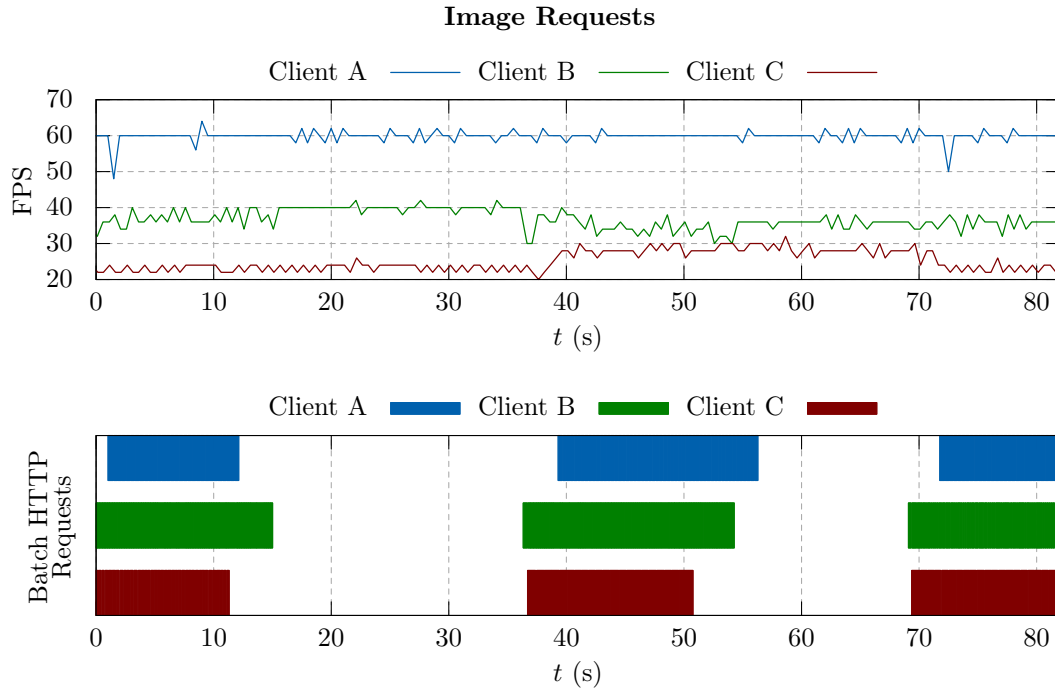 Image Requests
Client A Client B Client C
70
60
50
40
30
20
FPS
0 10 20 30 40 50 60 70 80
t (s)
Client A Client B Client C
Batch HTTP
Requests
0 10 20 30 40 50 60 70 80
t (s)